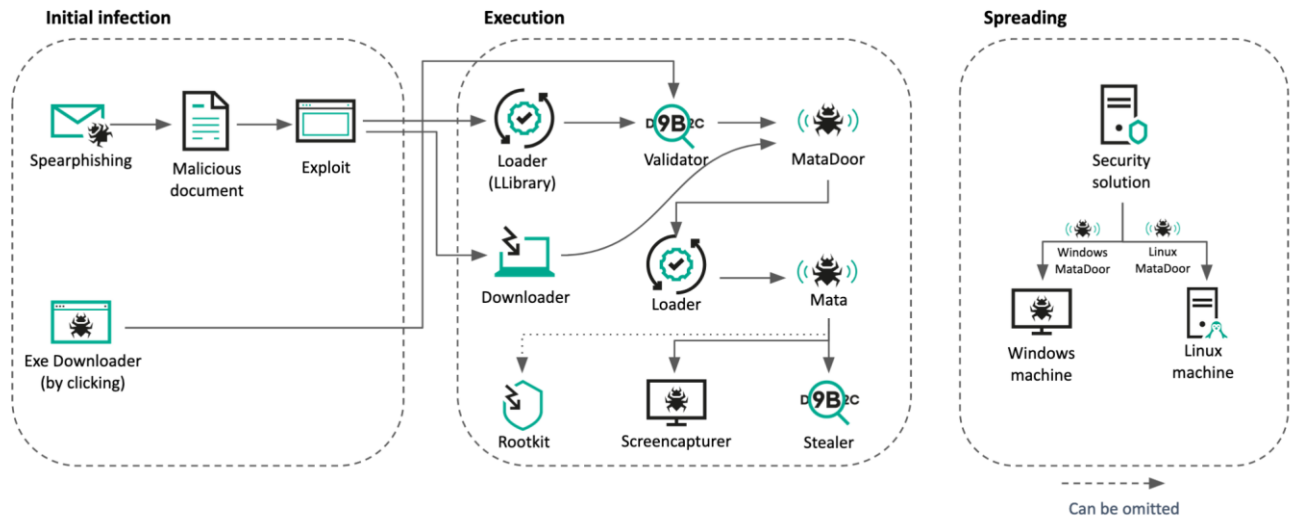 Initial infection
Execution
Spreading
Spearphishing
Malicious
document
Exploit
Loader
(LLibrary)
D9B2C
Validator
MataDoor
Security
solution
Downloader
Loader
Mata
Windows
MataDoor
Linux
MataDoor
Exe Downloader
(by clicking)
Rootkit
Screencapturer
D9B2C
Stealer
Windows
machine
Linux
machine
Can be omitted